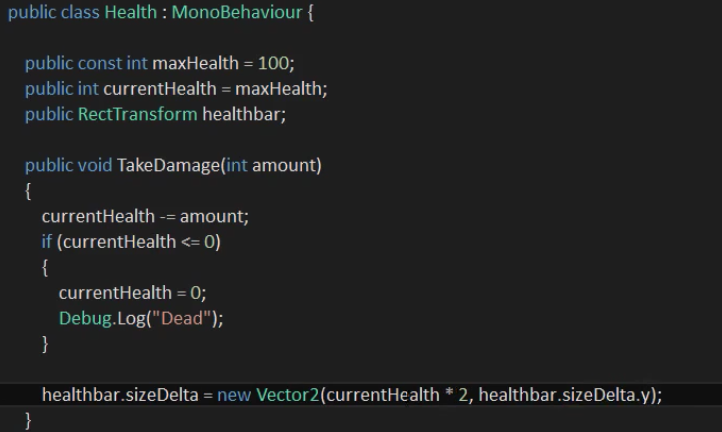 public class Health : MonoBehaviour {
public const int maxHealth = 100;
public int currentHealth = maxHealth;
public RectTransform healthbar;
public void TakeDamage(int amount)
{
currentHealth -= amount;
if (currentHealth <= 0)
{
currentHealth = 0;
Debug.Log("Dead");
}
healthbar.sizeDelta = new Vector2(currentHealth * 2, healthbar.sizeDelta.y);
}